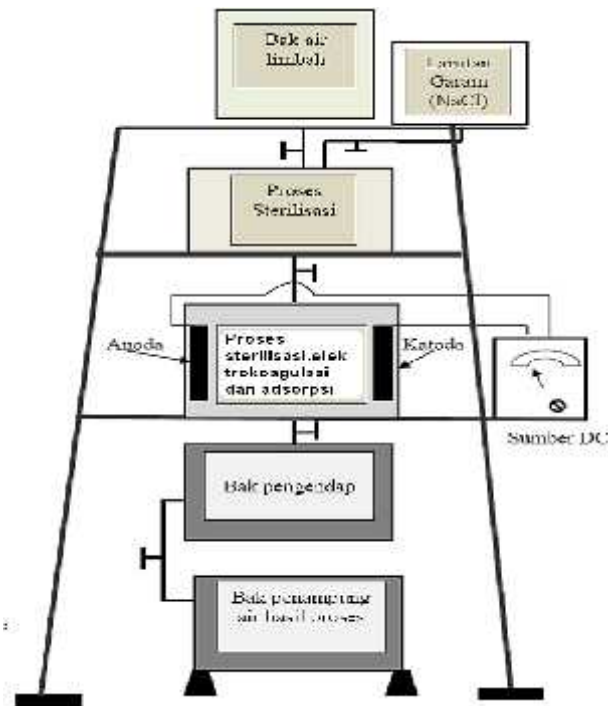 Bak air
limbah
Larutan
Garam
(NaCl)
Proses
Sterilisasi
Anoda
Proses
sterilisasi,elek
trokoagulsai
dan adsorpsi
Katoda
Sumber DC
Bak pengendap
Bak penampung
air hasil proses